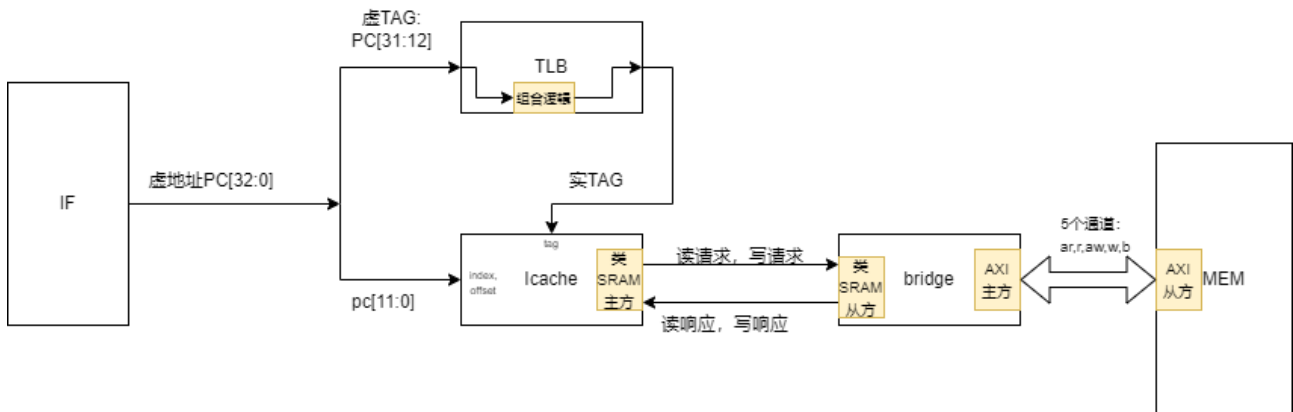 虚TAG:
PC[31:12]
TLB
组合逻辑
IF
虚地址PC[32:0]
实TAG
tag
index,
offset
Icache
类
SRAM
主方
pc[11:0]
读请求，写请求
读响应，写响应
类
SRAM
从方
bridge
AXI
主方
5个通道：
ar,r,aw,w,b
AXI
从方
MEM